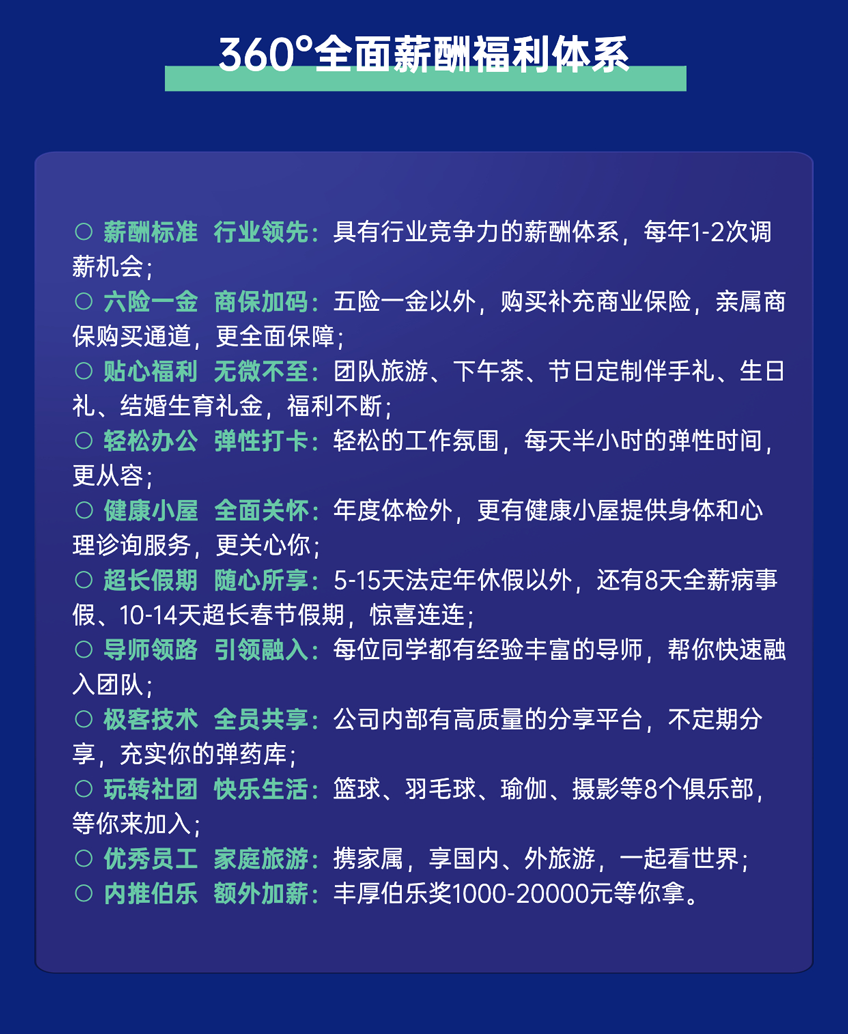 360°全面薪酬福利体系
○ 薪酬标准 行业领先：具有行业竞争力的薪酬体系，每年1-2次调
薪机会；
○ 六险一金 商保加码：五险一金以外，购买补充商业保险，亲属商
保购买通道，更全面保障；
○ 贴心福利 无微不至：团队旅游、下午茶、节日定制伴手礼、生日
礼、结婚生育礼金，福利不断；
○ 轻松办公 弹性打卡：轻松的工作氛围，每天半小时的弹性时间，
更从容；
○ 健康小屋 全面关怀：年度体检外，更有健康小屋提供身体和心
理诊询服务，更关心你；
○ 超长假期 随心所享：5-15天法定年休假以外，还有8天全薪病事
假、10-14天超长春节假期，惊喜连连；
○ 导师领路 引领融入：每位同学都有经验丰富的导师，帮你快速融
入团队；
○ 极客技术 全员共享：公司内部有高质量的分享平台，不定期分
享，充实你的弹药库；
○ 玩转社团 快乐生活：篮球、羽毛球、瑜伽、摄影等8个俱乐部，
等你来加入；
○ 优秀员工 家庭旅游：携家属，享国内、外旅游，一起看世界；
○ 内推伯乐 额外加薪：丰厚伯乐奖1000-20000元等你拿。